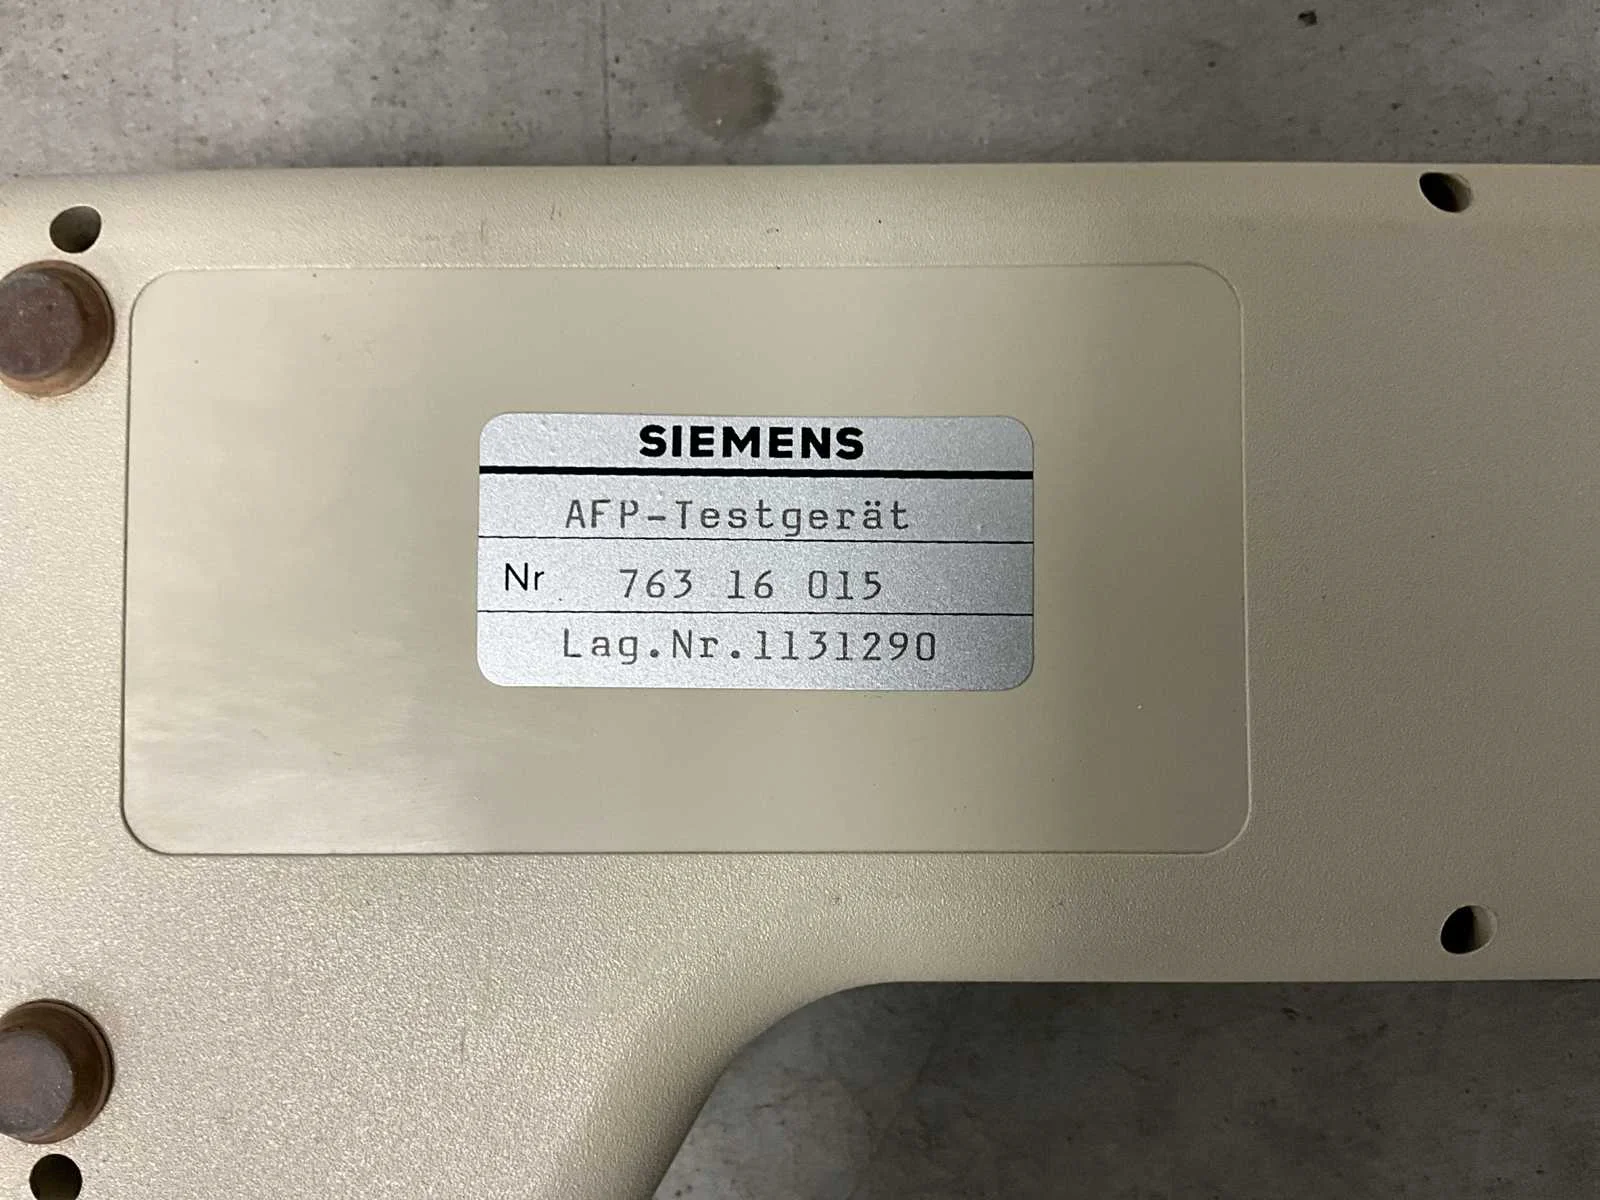 SIEMENS
AFP-Testgerät
Nr 763 16 015
Lag.Nr.1131290